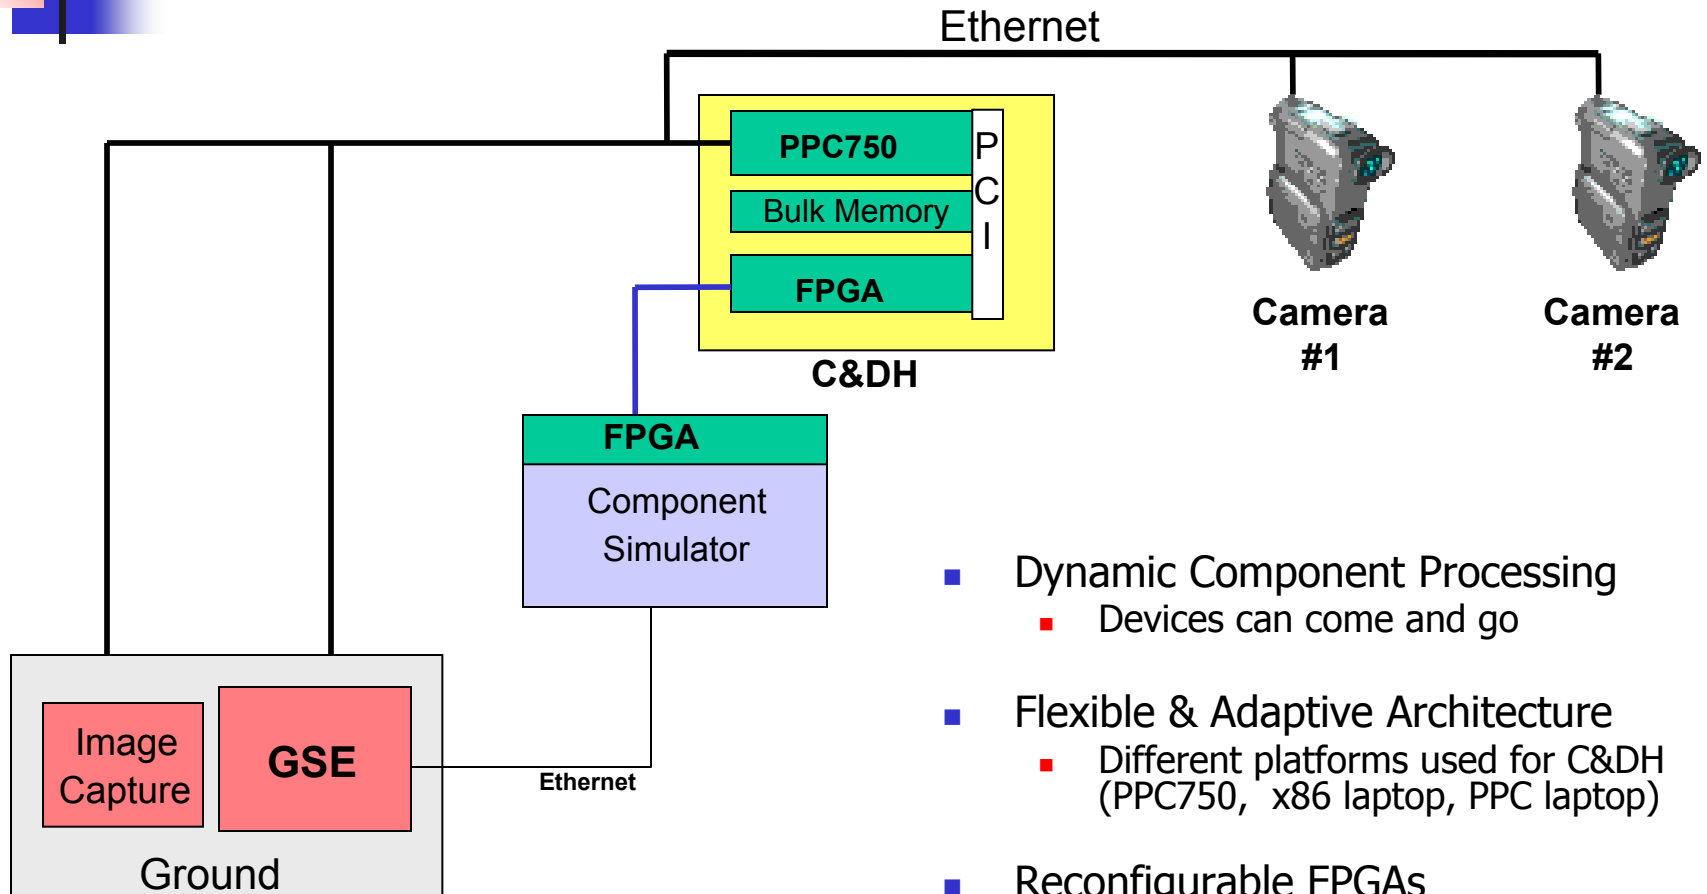 Ethernet
PPC750
Bulk Memory
FPGA
P
C
I
C&DH
Camera
#1
Camera
#2
FPGA
Component
Simulator
Image
Capture
GSE
Ethernet
Ground
Dynamic Component Processing
Devices can come and go
Flexible & Adaptive Architecture
Different platforms used for C&DH
(PPC750, x86 laptop, PPC laptop)
Reconfigurable FPGAs